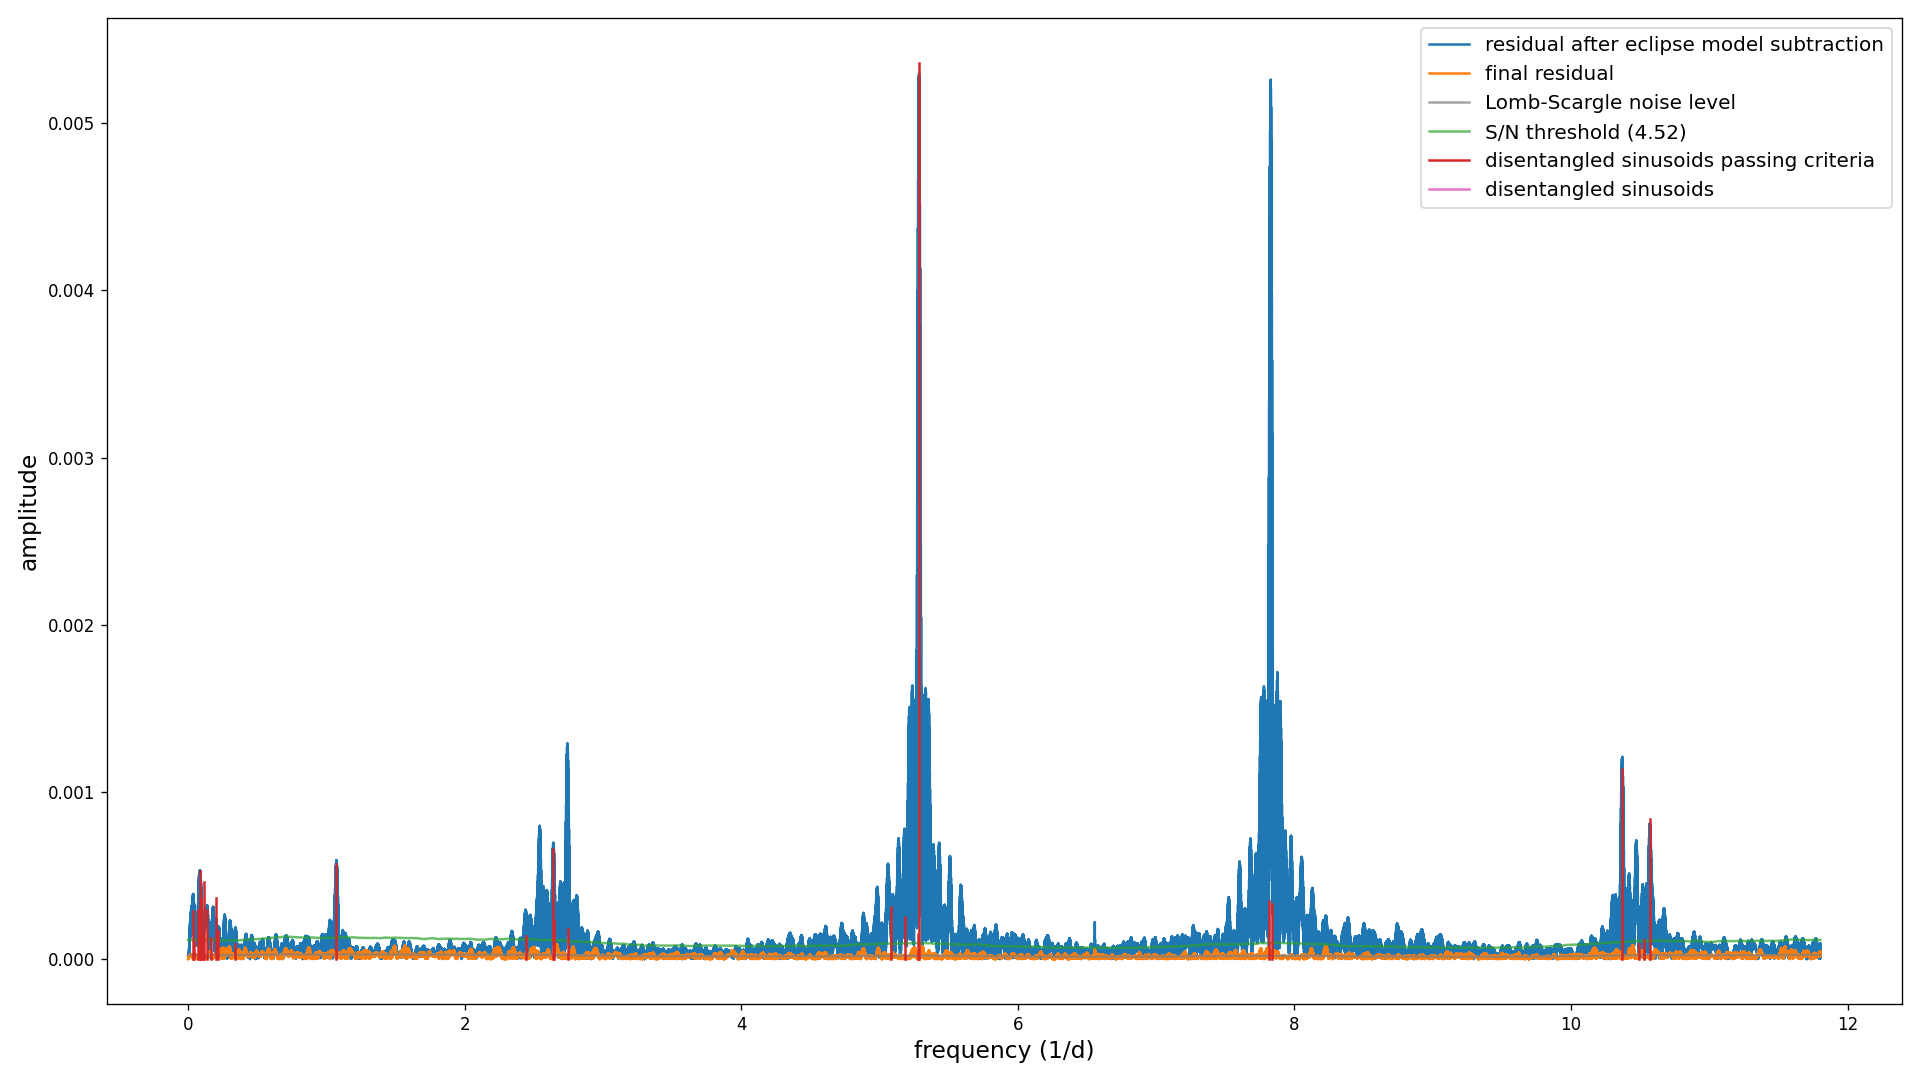 residual after eclipse model subtraction
final residual
Lomb-Scargle noise level
S/N threshold (4.52)
disentangled sinusoids passing criteria
disentangled sinusoids
0.005
0.004
0.003
0.002
0.001
0.000
amplitude
0 2 4 6 8 10 12
frequency (1/d)